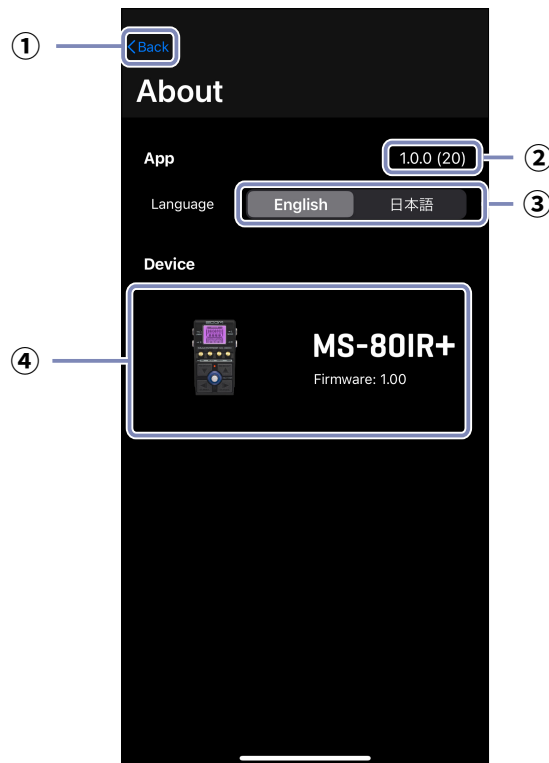 ①
Back
About
App
1.0.0 (20)
②
Language
English
日本語
③
Device
④
MS-80IR+
Firmware: 1.00
ZOOM